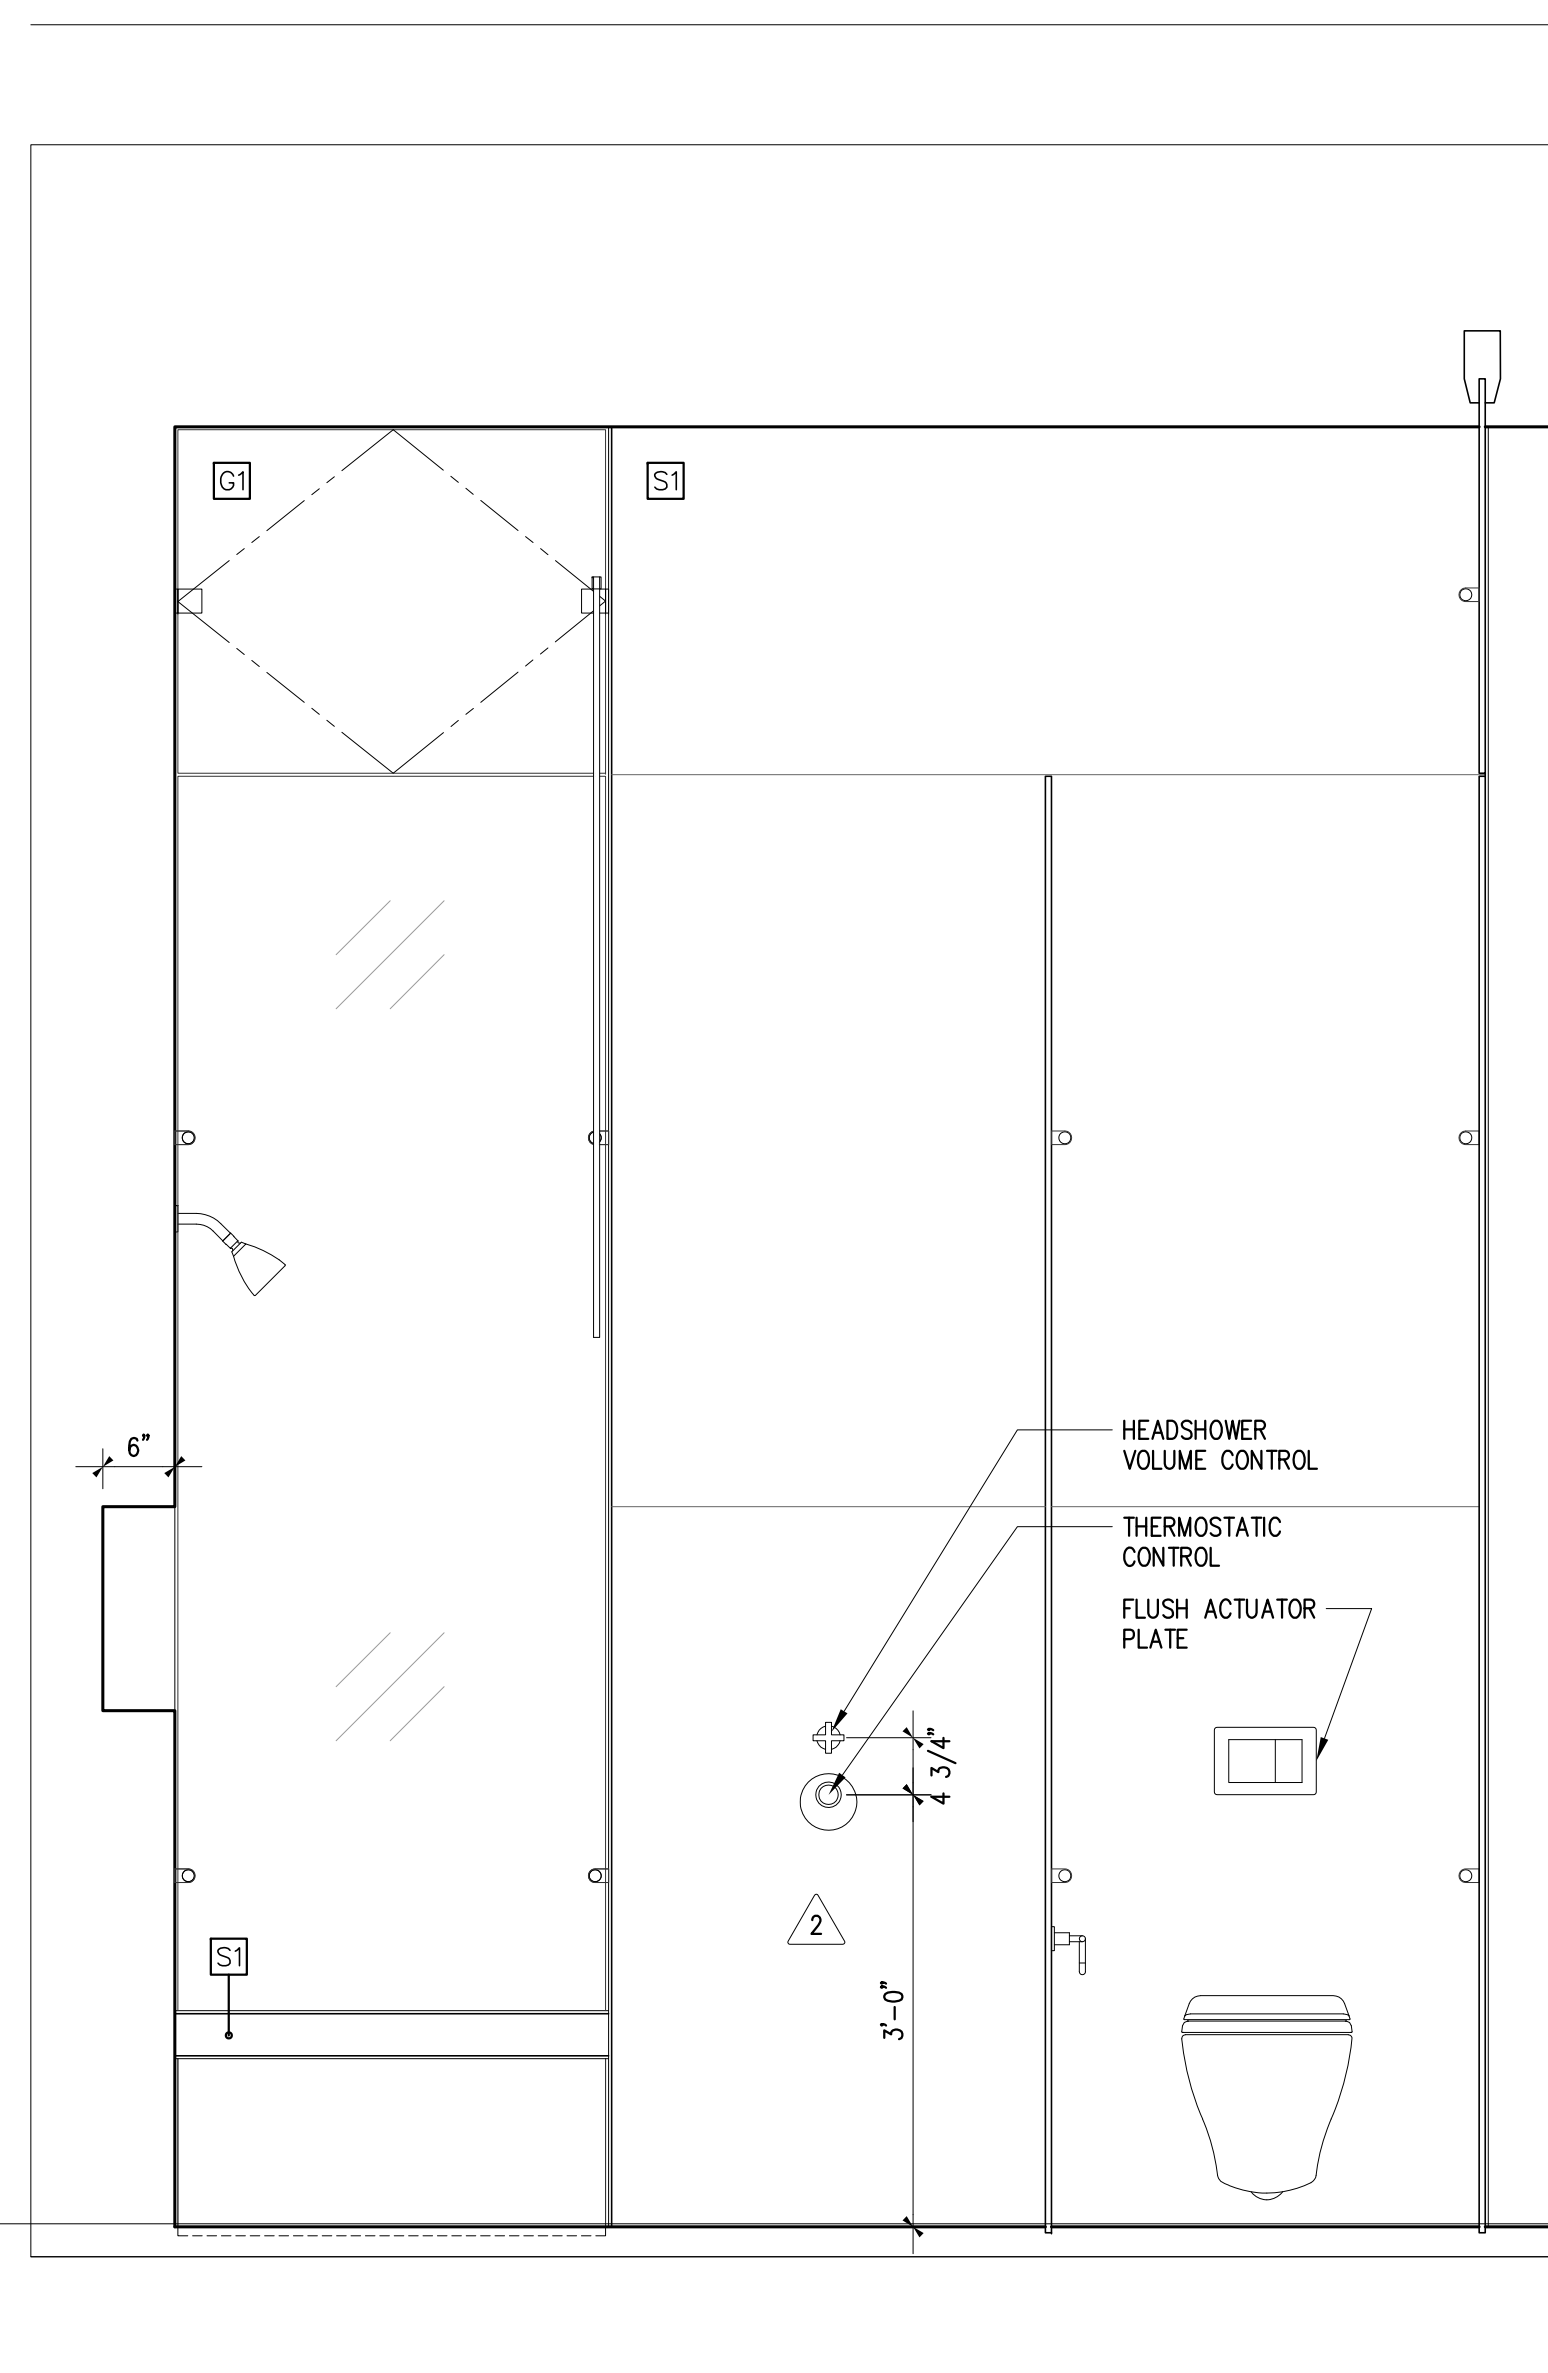 G1
S1
6"
HEADSHOWER
VOLUME CONTROL
THERMOSTATIC
CONTROL
FLUSH ACTUATOR
PLATE
4 3/4"
2
S1
3'-0"